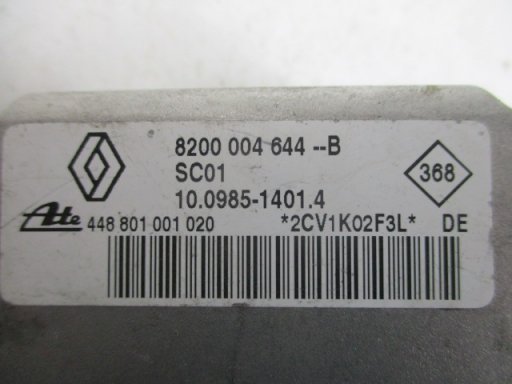 8200 004 644 --B
SC01
368
10.0985-1401.4
Ate 448 801 001 020 *2CV1K02F3L* DE